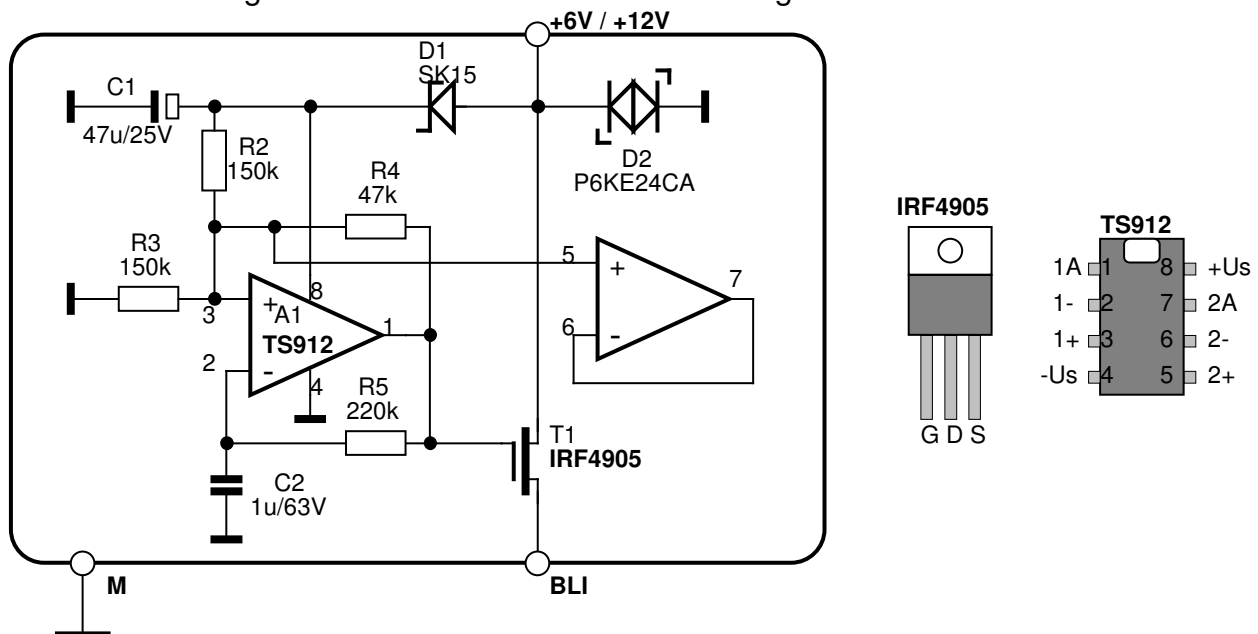 +6V / +12V
D1
SK15
C1
47u/25V
R2
150k
R4
47k
D2
P6KE24CA
R3
150k
3
+
A1
8
TS912
1
2
-
4
5
+
7
6
-
R5
220k
T1
IRF4905
C2
1u/63V
M
BLI
IRF4905
G D S
TS912
1A 1 8 +Us
1- 2 7 2A
1+ 3 6 2-
-Us 4 5 2+